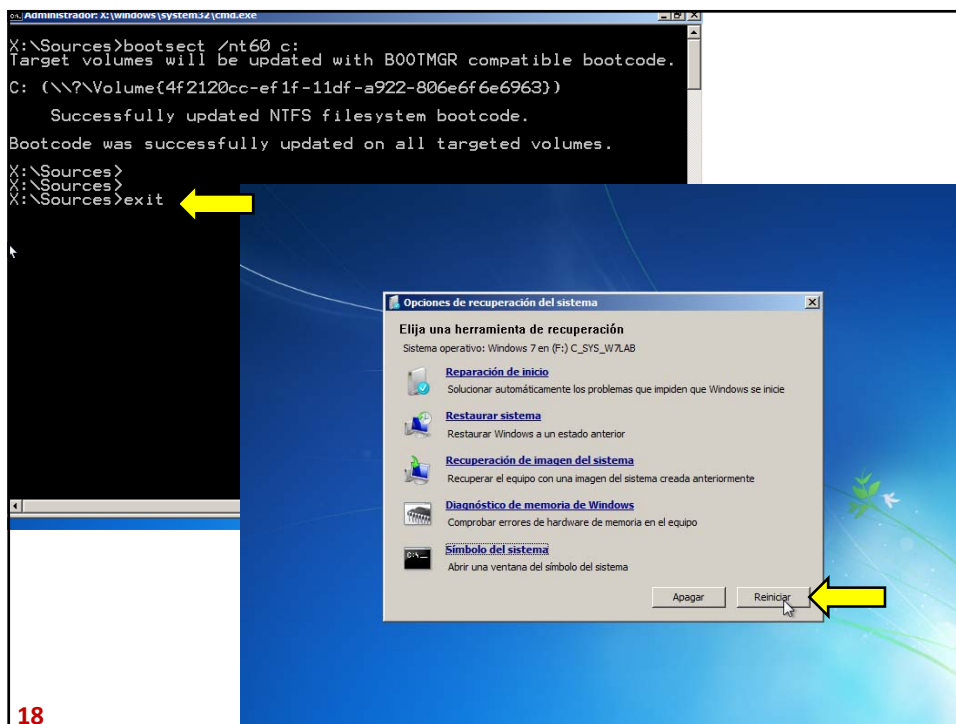 Administrador: X:\windows\system32\cmd.exe
X:\Sources>bootsect /nt60 c:
Target volumes will be updated with BOOTMGR compatible bootcode.
C: (\\?\Volume{4f2120cc-ef1f-11df-a922-806e6f6e6963})
Successfully updated NTFS filesystem bootcode.
Bootcode was successfully updated on all targeted volumes.
X:\Sources>
X:\Sources>
X:\Sources>exit
Opciones de recuperación del sistema
Elija una herramienta de recuperación
Sistema operativo: Windows 7 en (F:) C_SYS_W7LAB
Reparación de inicio
Solucionar automáticamente los problemas que impiden que Windows se inicie
Restaurar sistema
Restaurar Windows a un estado anterior
Recuperación de imagen del sistema
Recuperar el equipo con una imagen del sistema creada anteriormente
Diagnóstico de memoria de Windows
Comprobar errores de hardware de memoria en el equipo
C:\_
Símbolo del sistema
Abrir una ventana del símbolo del sistema
Apagar
Reiniciar
18